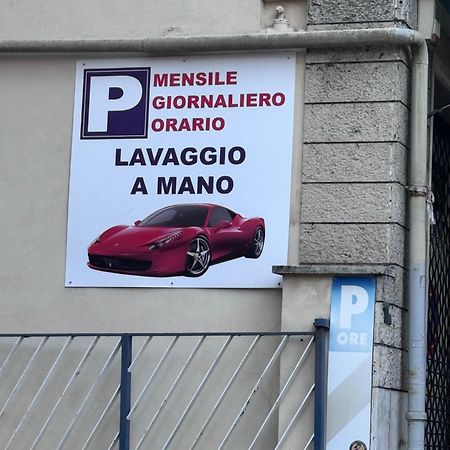 P
MENSILE
GIORNALIERO
ORARIO
LAVAGGIO
A MANO
P
ORE